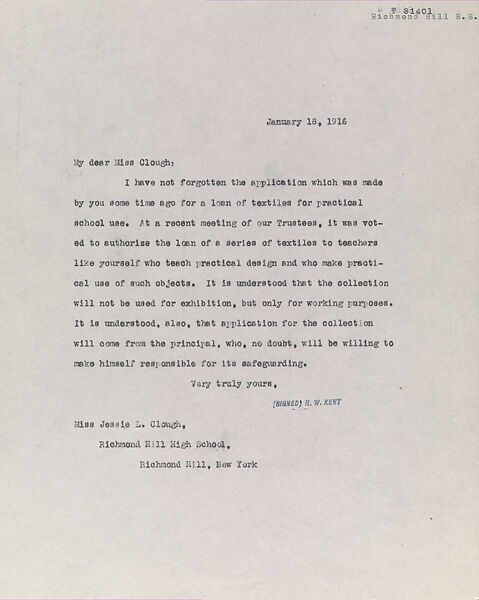 D T 81401
Richmond Hill H.S.
January 18, 1916
My dear Miss Clough:
I have not forgotten the application which was made
by you some time ago for a loan of textiles for practical
school use. At a recent meeting of our Trustees, it was vot-
ed to authorize the loan of a series of textiles to teachers
like yourself who teach practical design and who make practi-
cal use of such objects. It is understood that the collection
will not be used for exhibition, but only for working purposes.
It is understood, also, that application for the collection
will come from the principal, who, no doubt, will be willing to
make himself responsible for its safeguarding.
Very truly yours,
(SIGNED) H. W. KENT
Miss Jessie L. Clough,
Richmond Hill High School,
Richmond Hill, New York